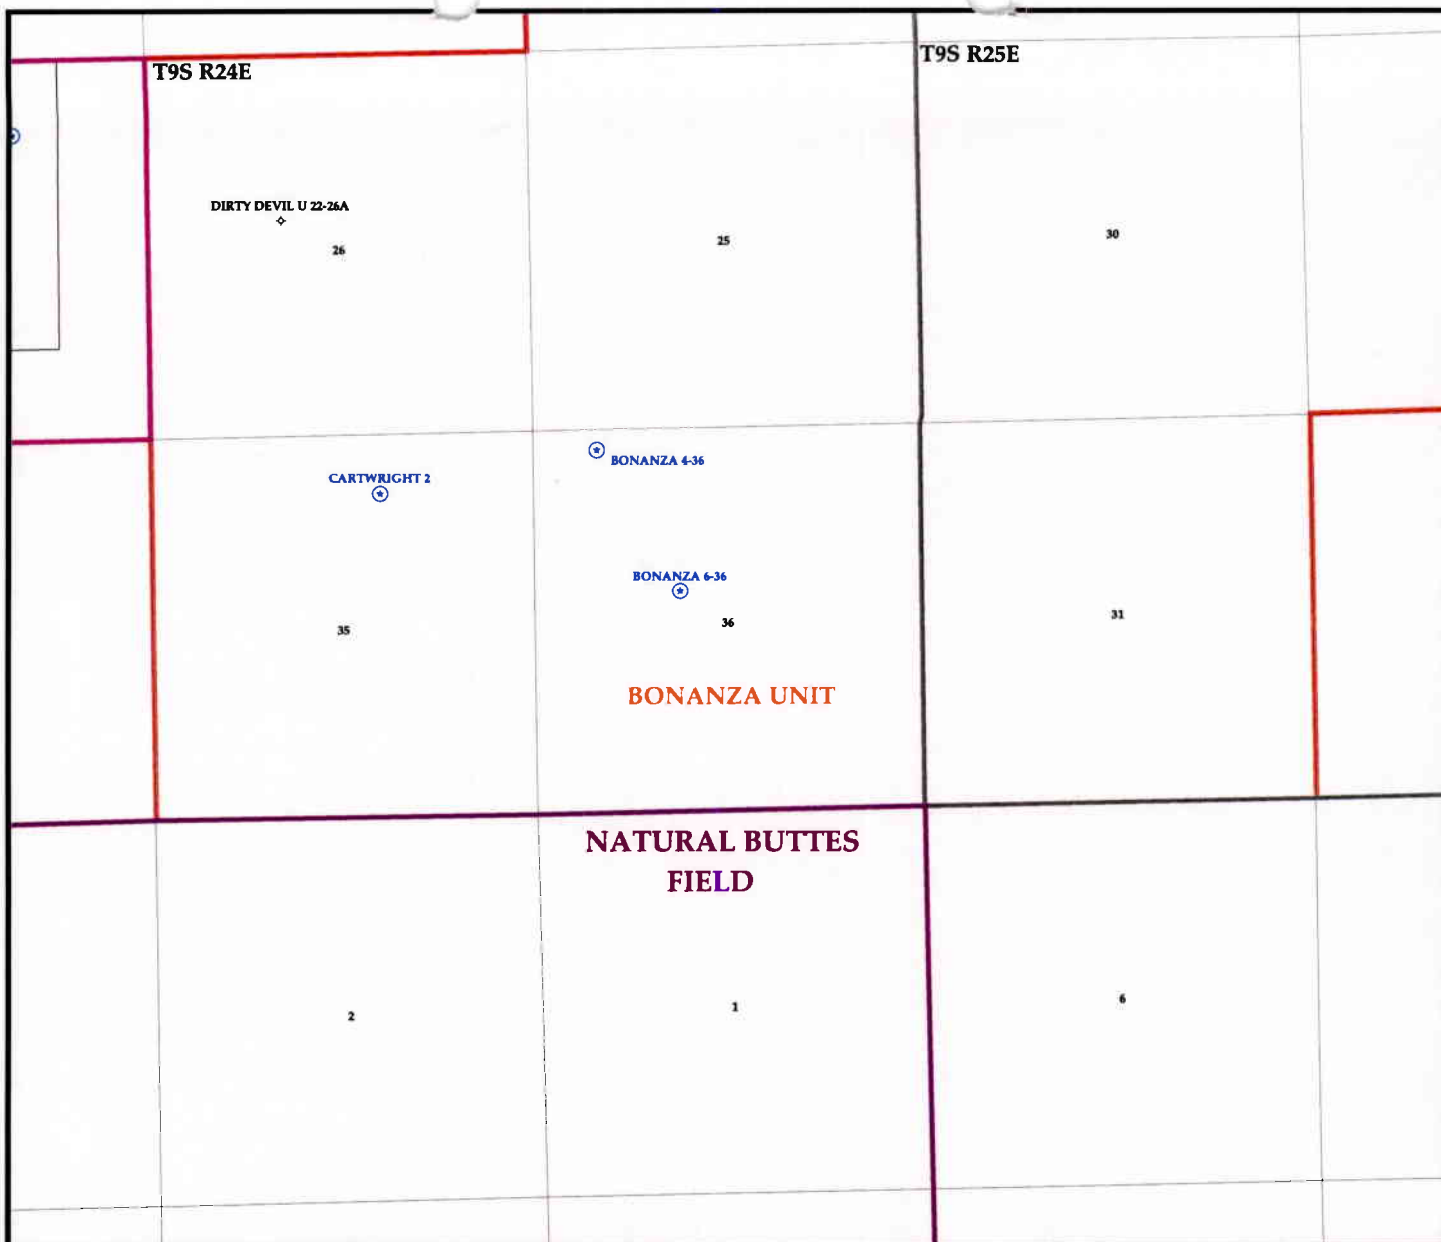 T9S R24E
T9S R25E
DIRTY DEVIL U 22-26A
26
25
30
BONANZA 4-36
CARTWRIGHT 2
BONANZA 6-36
36
35
31
BONANZA UNIT
NATURAL BUTTES
FIELD
2
1
6